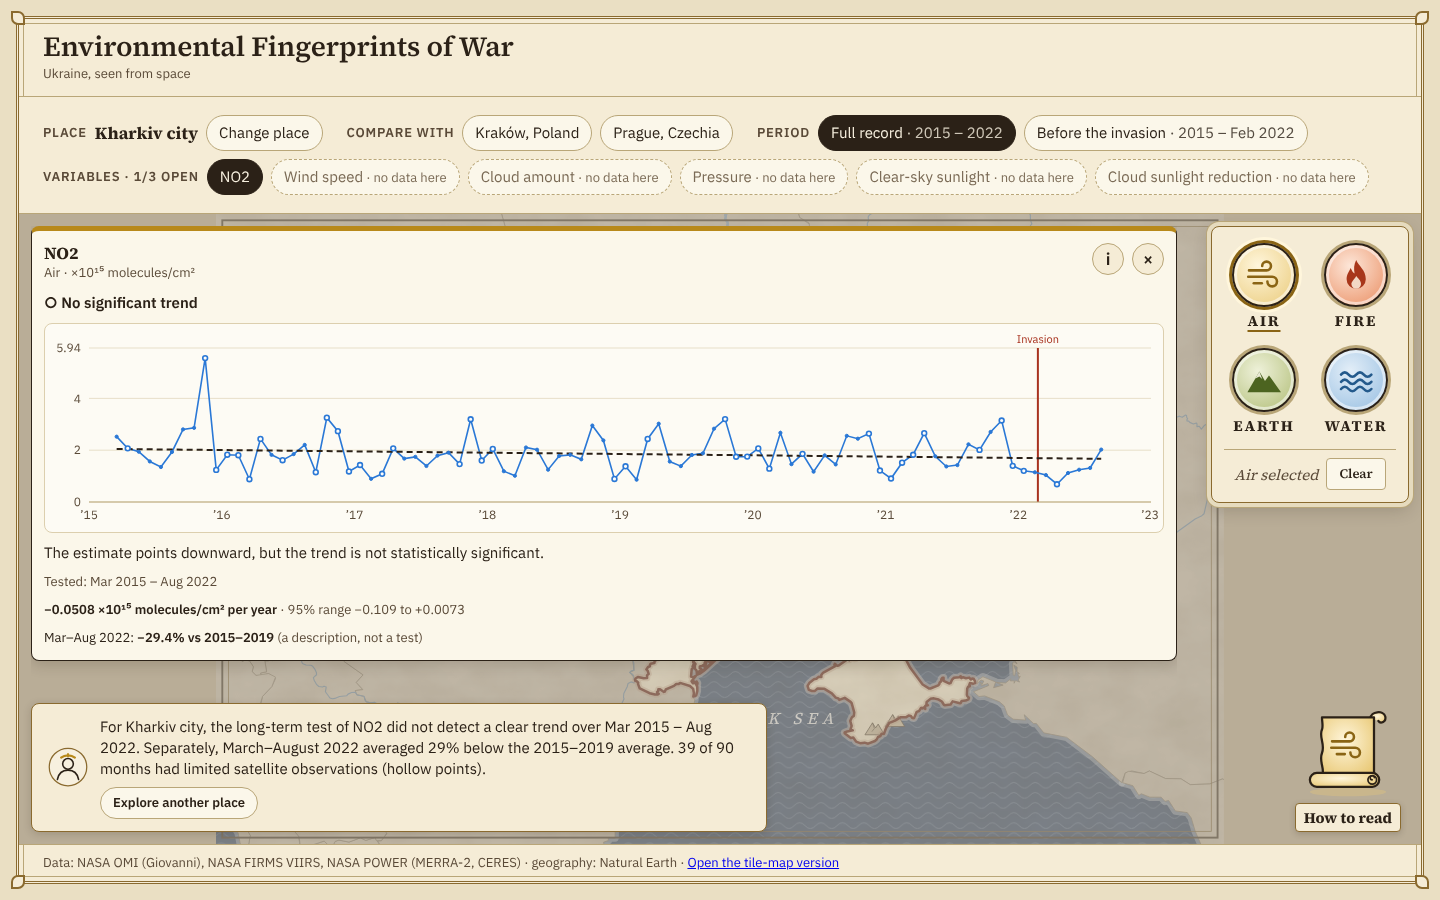 Environmental Fingerprints of War
Ukraine, seen from space
PLACE Kharkiv city Change place COMPARE WITH Kraków, Poland Prague, Czechia PERIOD Full record · 2015 – 2022 Before the invasion · 2015 – Feb 2022
VARIABLES · 1/3 OPEN NO2 Wind speed · no data here Cloud amount · no data here Pressure · no data here Clear-sky sunlight · no data here Cloud sunlight reduction · no data here
NO2
Air · ×10¹⁵ molecules/cm²
i ×
No significant trend
Invasion
5.94
4
2
0
’15 ’16 ’17 ’18 ’19 ’20 ’21 ’22 ’23
The estimate points downward, but the trend is not statistically significant.
Tested: Mar 2015 – Aug 2022
−0.0508 ×10¹⁵ molecules/cm² per year · 95% range −0.109 to +0.0073
Mar–Aug 2022: −29.4% vs 2015–2019 (a description, not a test)
AIR FIRE
EARTH WATER
Air selected Clear
K SEA
For Kharkiv city, the long-term test of NO2 did not detect a clear trend over Mar 2015 – Aug
2022. Separately, March–August 2022 averaged 29% below the 2015–2019 average. 39 of 90
months had limited satellite observations (hollow points).
Explore another place
How to read
Data: NASA OMI (Giovanni), NASA FIRMS VIIRS, NASA POWER (MERRA-2, CERES) · geography: Natural Earth · Open the tile-map version